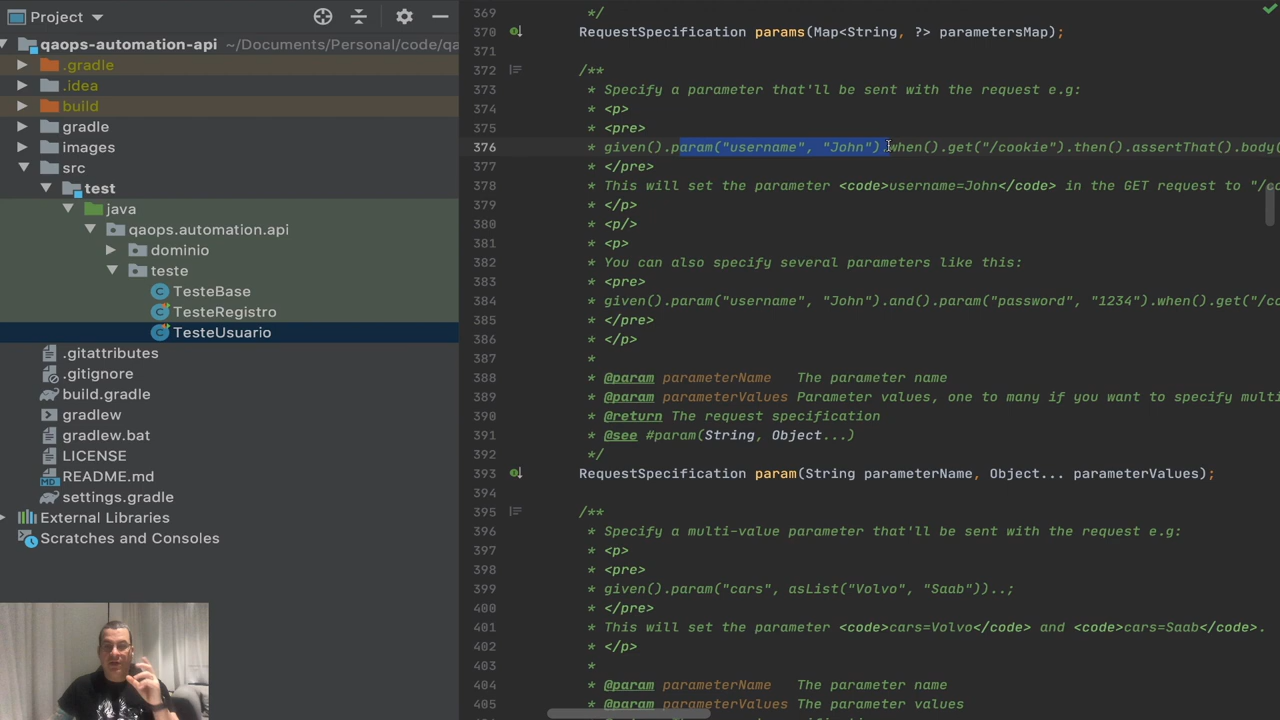 Project
qaops-automation-api ~/Documents/Personal/code/qa
.gradle
.idea
build
gradle
images
src
test
java
qaops.automation.api
dominio
teste
TesteBase
TesteRegistro
TesteUsuario
.gitattributes
.gitignore
build.gradle
gradlew
gradlew.bat
LICENSE
README.md
settings.gradle
External Libraries
Scratches and Consoles
369 */
370 RequestSpecification params(Map<String, ?> parametersMap);
371
372 /**
373 * Specify a parameter that'll be sent with the request e.g:
374 * <p>
375 * <pre>
376 * given().param("username", "John").when().get("/cookie").then().assertThat().body(
377 * </pre>
378 * This will set the parameter <code>username=John</code> in the GET request to "/co
379 * </p>
380 * <p/>
381 * <p>
382 * You can also specify several parameters like this:
383 * <pre>
384 * given().param("username", "John").and().param("password", "1234").when().get("/co
385 * </pre>
386 * </p>
387 *
388 * @param parameterName The parameter name
389 * @param parameterValues Parameter values, one to many if you want to specify multi
390 * @return The request specification
391 * @see #param(String, Object...)
392 */
393 RequestSpecification param(String parameterName, Object... parameterValues);
394
395 /**
396 * Specify a multi-value parameter that'll be sent with the request e.g:
397 * <p>
398 * <pre>
399 * given().param("cars", asList("Volvo", "Saab"))..;
400 * </pre>
401 * This will set the parameter <code>cars=Volvo</code> and <code>cars=Saab</code>.
402 * </p>
403 *
404 * @param parameterName The parameter name
405 * @param parameterValues The parameter values